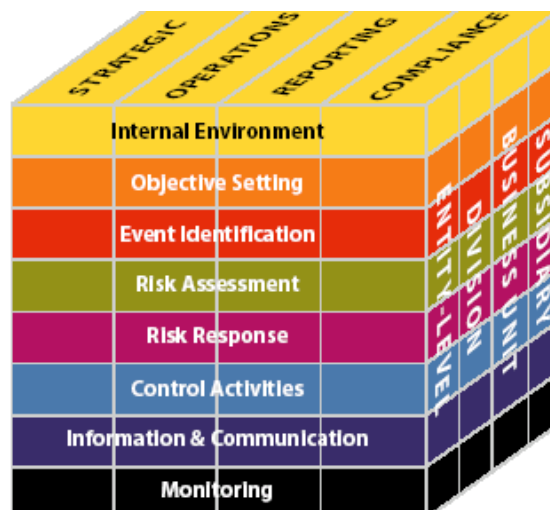 STRATEGIC
OPERATIONS
REPORTING
COMPLIANCE
Internal Environment
Objective Setting
Event Identification
Risk Assessment
Risk Response
Control Activities
Information & Communication
Monitoring
ENTITY-LEVEL
DIVISION
BUSINESS UNIT
SUBSIDIARY